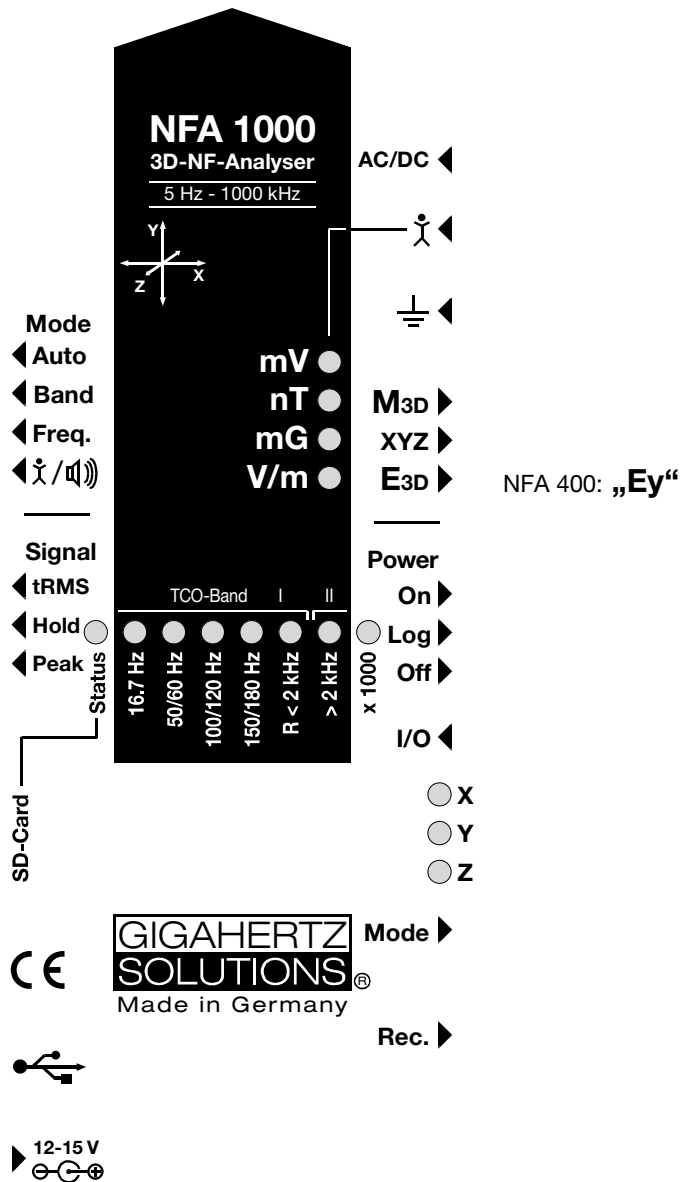 NFA 1000
3D-NF-Analyser
5 Hz - 1000 kHz
Y
X
Z
AC/DC
Mode
Auto
Band
Freq.
/
mV
nT
mG
V/m
M3D
XYZ
E3D
NFA 400: „Ey“
Signal
tRMS
Hold
Peak
Status
SD-Card
TCO-Band I II
16.7 Hz
50/60 Hz
100/120 Hz
150/180 Hz
R < 2 kHz
> 2 kHz
x 1000
Power
On
Log
Off
I/O
X
Y
Z
Mode
Rec.
CE
GIGAHERTZ
SOLUTIONS ®
Made in Germany
12-15 V